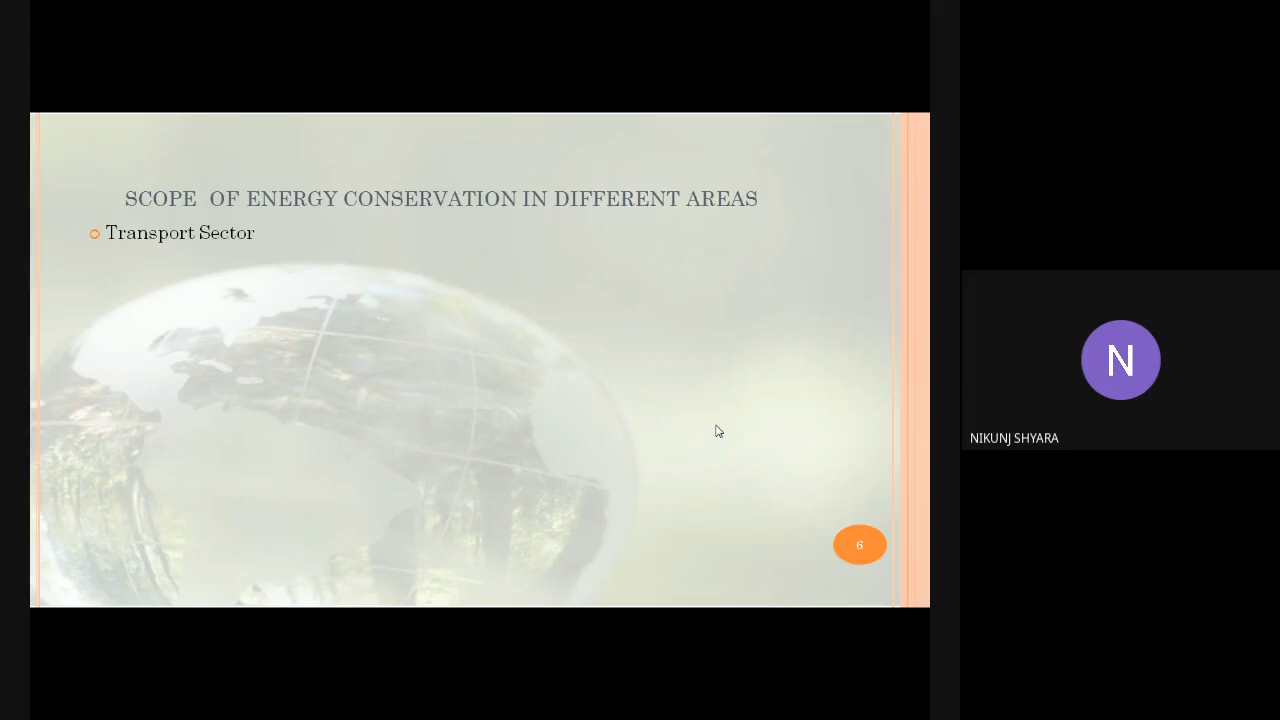 SCOPE OF ENERGY CONSERVATION IN DIFFERENT AREAS
Transport Sector
6
N
NIKUNJ SHYARA